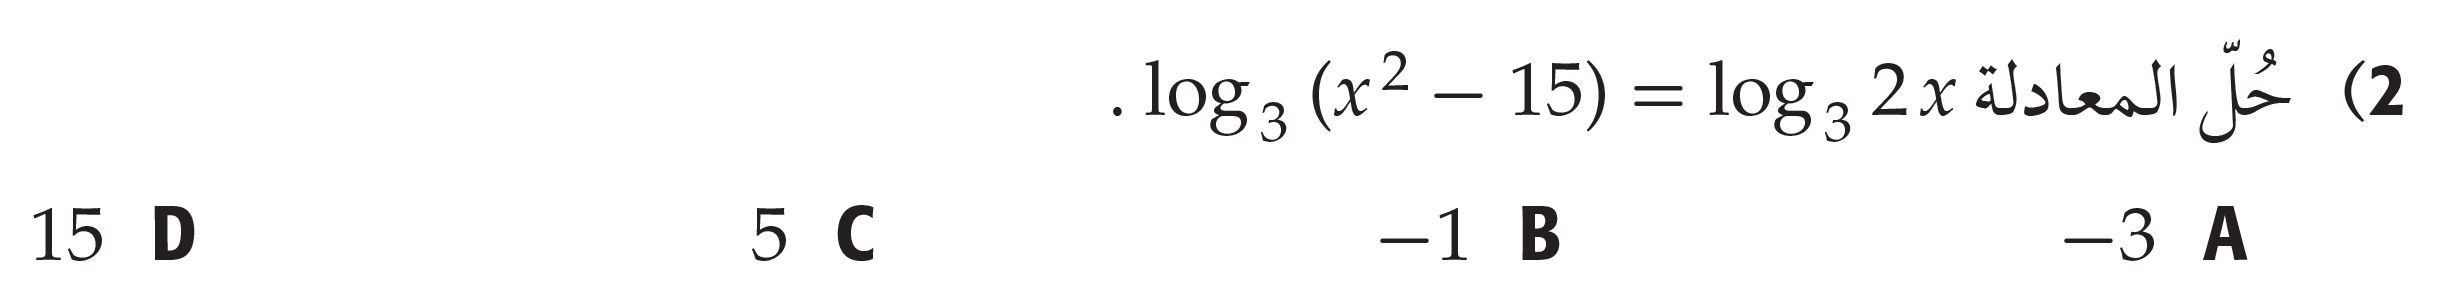 (2 حُلّ المعادلة log₃ (x² − 15) = log₃ 2x .
−3 A −1 B 5 C 15 D